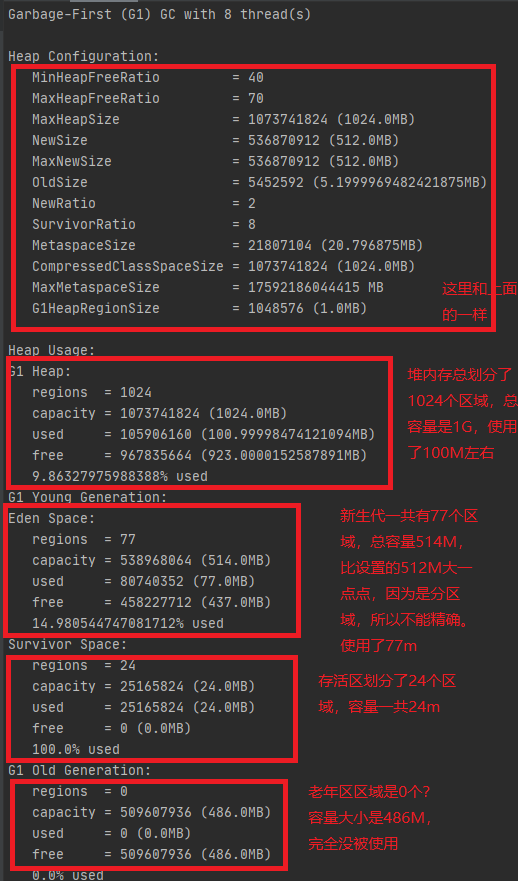 Garbage-First (G1) GC with 8 thread(s)
Heap Configuration:
MinHeapFreeRatio = 40
MaxHeapFreeRatio = 70
MaxHeapSize = 1073741824 (1024.0MB)
NewSize = 536870912 (512.0MB)
MaxNewSize = 536870912 (512.0MB)
OldSize = 5452592 (5.1999969482421875MB)
NewRatio = 2
SurvivorRatio = 8
MetaspaceSize = 21807104 (20.796875MB)
CompressedClassSpaceSize = 1073741824 (1024.0MB)
MaxMetaspaceSize = 17592186044415 MB
G1HeapRegionSize = 1048576 (1.0MB)
这里和上面
的一样
Heap Usage:
G1 Heap:
regions = 1024
capacity = 1073741824 (1024.0MB)
used = 105906160 (100.99998474121094MB)
free = 967835664 (923.0000152587891MB)
9.86327975988388% used
堆内存总划分了
1024个区域，总
容量是1G，使用
了100M左右
G1 Young Generation:
Eden Space:
regions = 77
capacity = 538968064 (514.0MB)
used = 80740352 (77.0MB)
free = 458227712 (437.0MB)
14.980544747081712% used
新生代一共有77个区
域，总容量514M，
比设置的512M大一
点点，因为是分区
域，所以不能精确。
使用了77m
Survivor Space:
regions = 24
capacity = 25165824 (24.0MB)
used = 25165824 (24.0MB)
free = 0 (0.0MB)
100.0% used
存活区划分了24个区
域，容量一共24m
G1 Old Generation:
regions = 0
capacity = 509607936 (486.0MB)
used = 0 (0.0MB)
free = 509607936 (486.0MB)
0.0% used
老年区区域是0个?
容量大小是486M，
完全没被使用